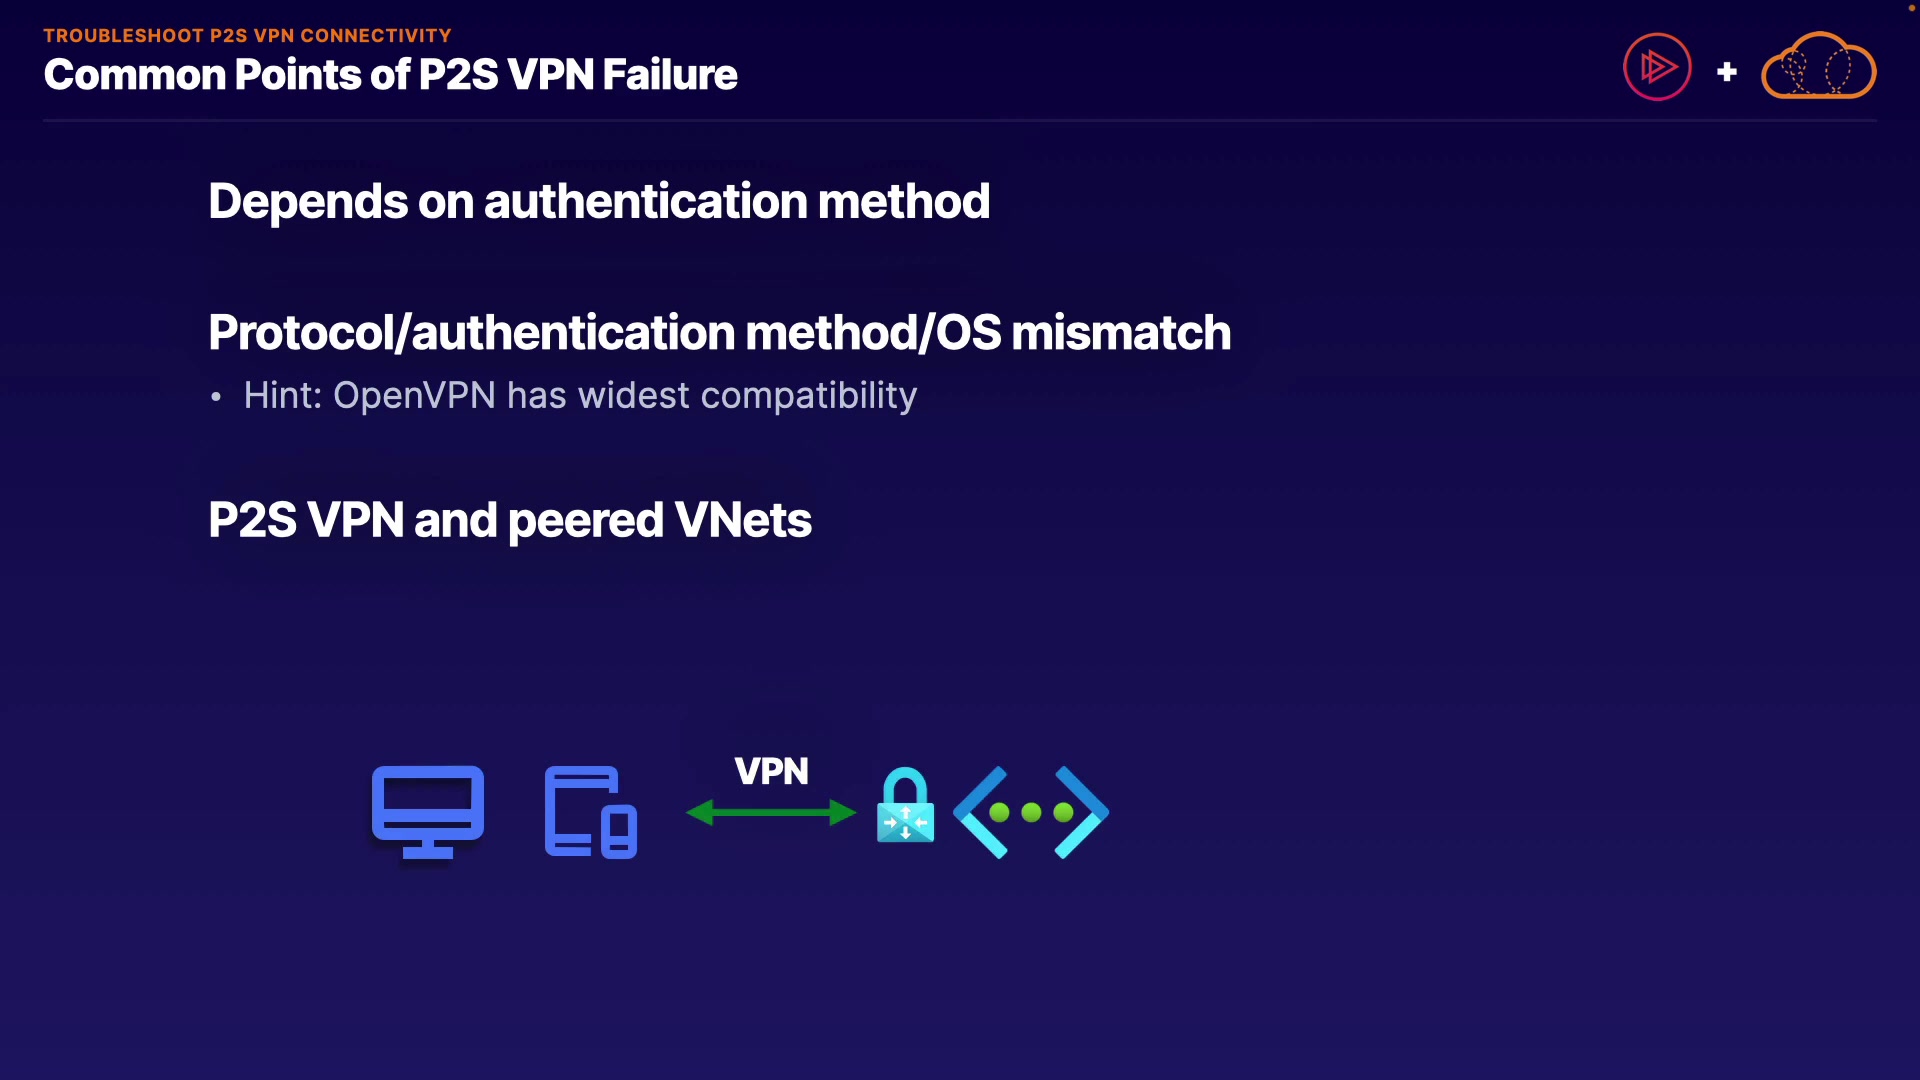 TROUBLESHOOT P2S VPN CONNECTIVITY
Common Points of P2S VPN Failure
Depends on authentication method
Protocol/authentication method/OS mismatch
• Hint: OpenVPN has widest compatibility
P2S VPN and peered VNets
VPN